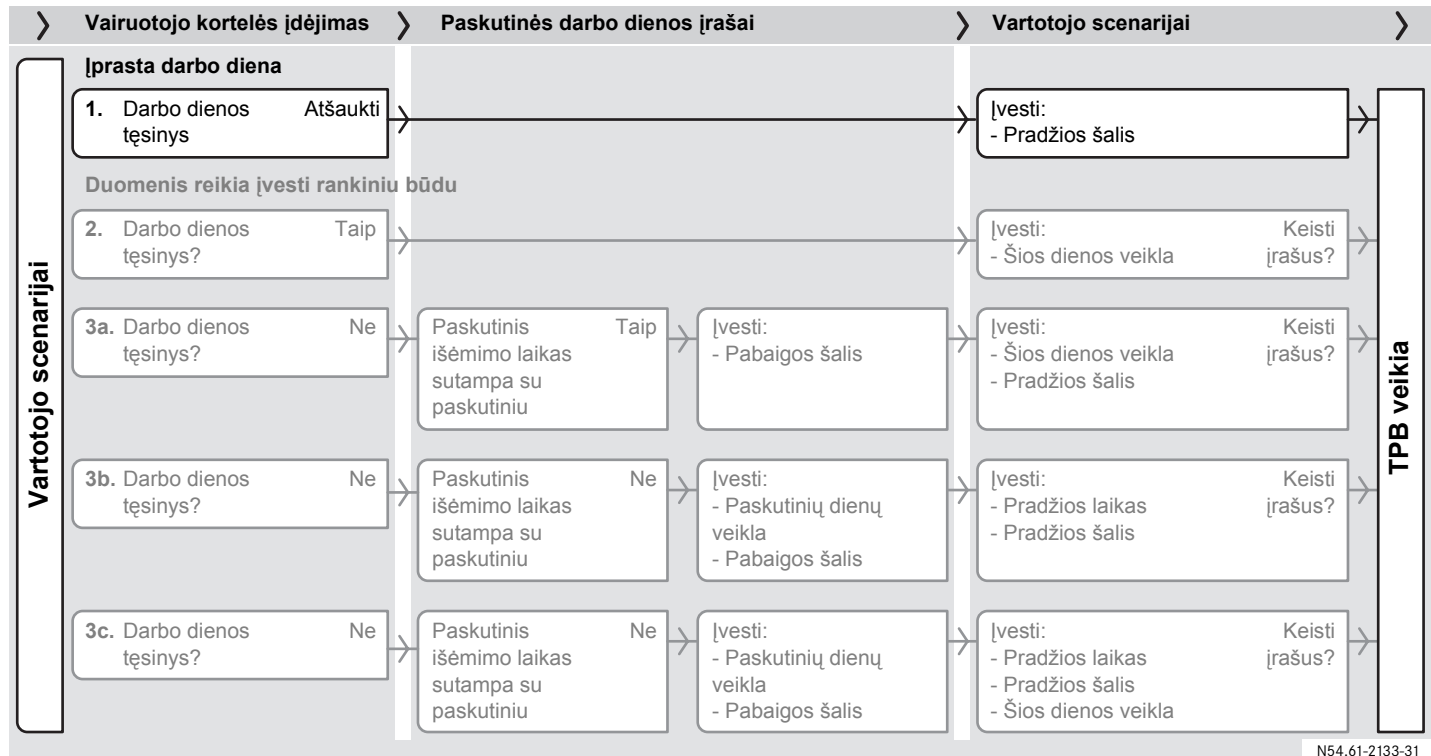 Vairuotojo kortelės įdėjimas
Paskutinės darbo dienos įrašai
Vartotojo scenarijai
Vartotojo scenarijai
Įprasta darbo diena
1. Darbo dienos Atšaukti
tęsinys
Įvesti:
- Pradžios šalis
Duomenis reikia įvesti rankiniu būdu
2. Darbo dienos Taip
tęsinys?
Įvesti: Keisti
- Šios dienos veikla įrašus?
3a. Darbo dienos Ne
tęsinys?
Paskutinis Taip
išėmimo laikas
sutampa su
paskutiniu
Įvesti:
- Pabaigos šalis
Įvesti: Keisti
- Šios dienos veikla įrašus?
- Pradžios šalis
3b. Darbo dienos Ne
tęsinys?
Paskutinis Ne
išėmimo laikas
sutampa su
paskutiniu
Įvesti:
- Paskutinių dienų
veikla
- Pabaigos šalis
Įvesti: Keisti
- Pradžios laikas įrašus?
- Pradžios šalis
3c. Darbo dienos Ne
tęsinys?
Paskutinis Ne
išėmimo laikas
sutampa su
paskutiniu
Įvesti:
- Paskutinių dienų
veikla
- Pabaigos šalis
Įvesti: Keisti
- Pradžios laikas įrašus?
- Pradžios šalis
- Šios dienos veikla
TPB veikia
N54.61-2133-31